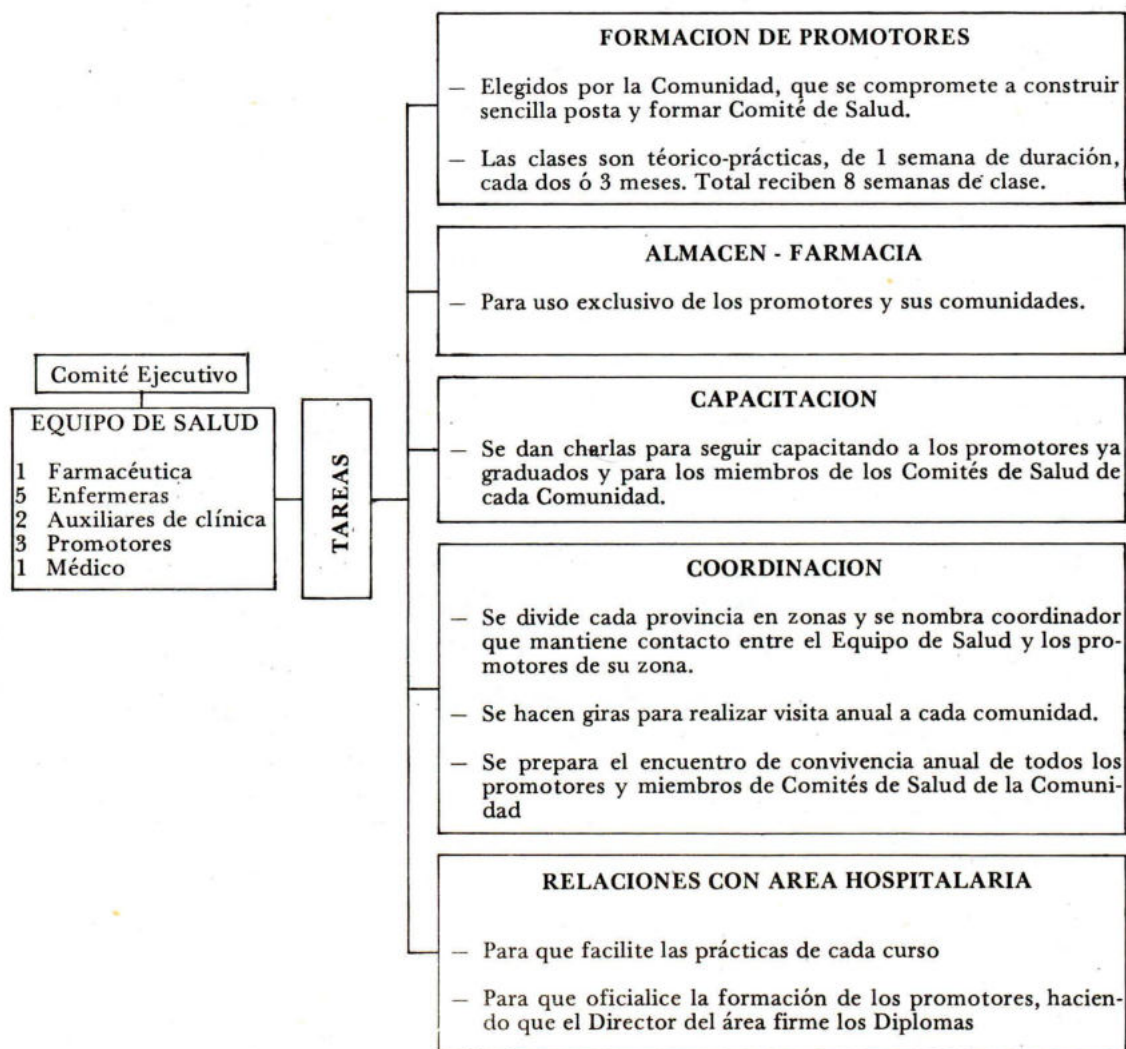 Comité Ejecutivo
EQUIPO DE SALUD
1 Farmacéutica
5 Enfermeras
2 Auxiliares de clínica
3 Promotores
1 Médico
TAREAS
FORMACION DE PROMOTORES
— Elegidos por la Comunidad, que se compromete a construir
sencilla posta y formar Comité de Salud.
— Las clases son téorico-prácticas, de 1 semana de duración,
cada dos ó 3 meses. Total reciben 8 semanas de clase.
ALMACEN - FARMACIA
— Para uso exclusivo de los promotores y sus comunidades.
CAPACITACION
— Se dan charlas para seguir capacitando a los promotores ya
graduados y para los miembros de los Comités de Salud de
cada Comunidad.
COORDINACION
— Se divide cada provincia en zonas y se nombra coordinador
que mantiene contacto entre el Equipo de Salud y los pro-
motores de su zona.
— Se hacen giras para realizar visita anual a cada comunidad.
— Se prepara el encuentro de convivencia anual de todos los
promotores y miembros de Comités de Salud de la Comuni-
dad
RELACIONES CON AREA HOSPITALARIA
— Para que facilite las prácticas de cada curso
— Para que oficialice la formación de los promotores, hacien-
do que el Director del área firme los Diplomas